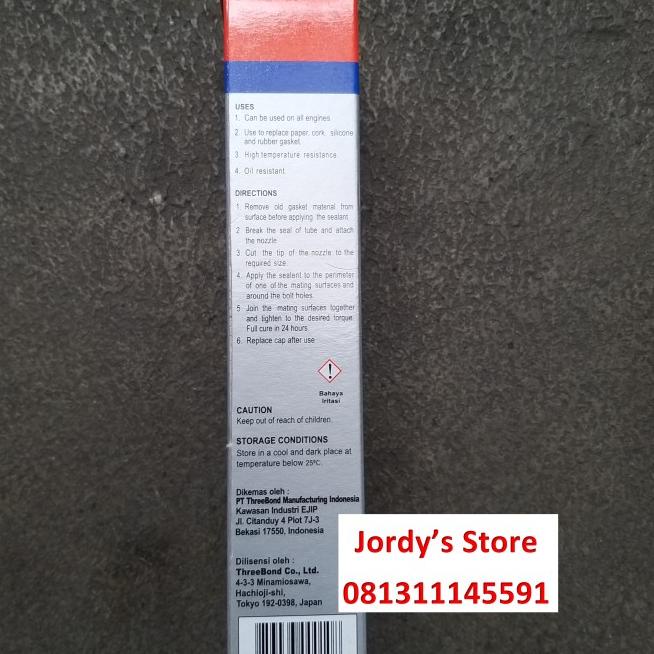 USES
1. Can be used on all engines
2. Use to replace paper, cork, silicone
and rubber gasket.
3. High temperature resistance
4. Oil resistant
DIRECTIONS
1. Remove old gasket material from
surface before applying the sealant
2. Break the seal of tube and attach
the nozzle
3. Cut the tip of the nozzle to the
required size.
4. Apply the sealent to the perimeter
of one of the mating surfaces and
around the bolt holes.
5. Join the mating surfaces together
and tighten to the desired torque.
Full cure in 24 hours
6. Replace cap after use
!
Bahaya
Iritasi
CAUTION
Keep out of reach of children.
STORAGE CONDITIONS
Store in a cool and dark place at
temperature below 25ºC.
Dikemas oleh :
PT ThreeBond Manufacturing Indonesia
Kawasan Industri EJIP
Jl. Citanduy 4 Plot 7J-3
Bekasi 17550, Indonesia
Dilisensi oleh :
ThreeBond Co., Ltd.
4-3-3 Minamiosawa,
Hachioji-shi,
Tokyo 192-0398, Japan
Jordy’s Store
081311145591